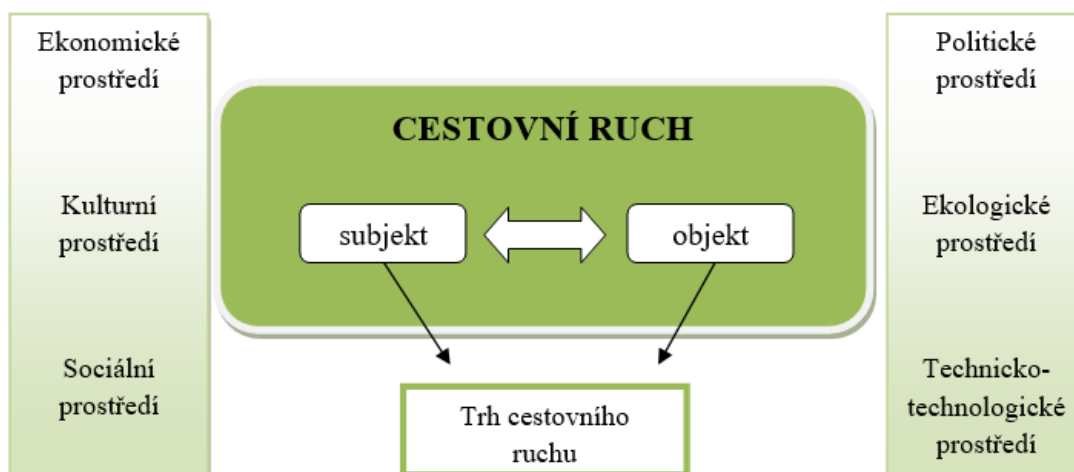 Ekonomické
prostředí
Kulturní
prostředí
Sociální
prostředí
CESTOVNÍ RUCH
subjekt
objekt
Trh cestovního
ruchu
Politické
prostředí
Ekologické
prostředí
Technicko-
technologické
prostředí